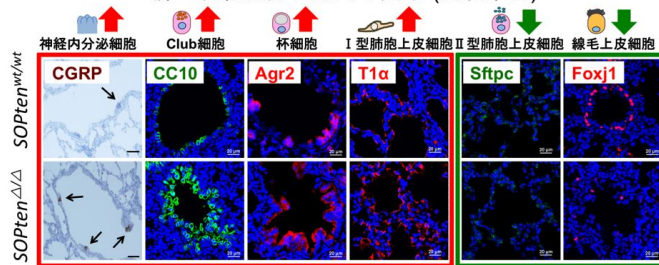 神経内分泌細胞 Club細胞 杯細胞 Ⅰ型肺胞上皮細胞 Ⅱ型肺胞上皮細胞 線毛上皮細胞
CGRP CC10 Agr2 T1α Sftpc Foxj1
SOPten^wt/wt
20 μm 20 μm 20 μm 20 μm 20 μm
SOPten^△/△
20 μm 20 μm 20 μm 20 μm 20 μm